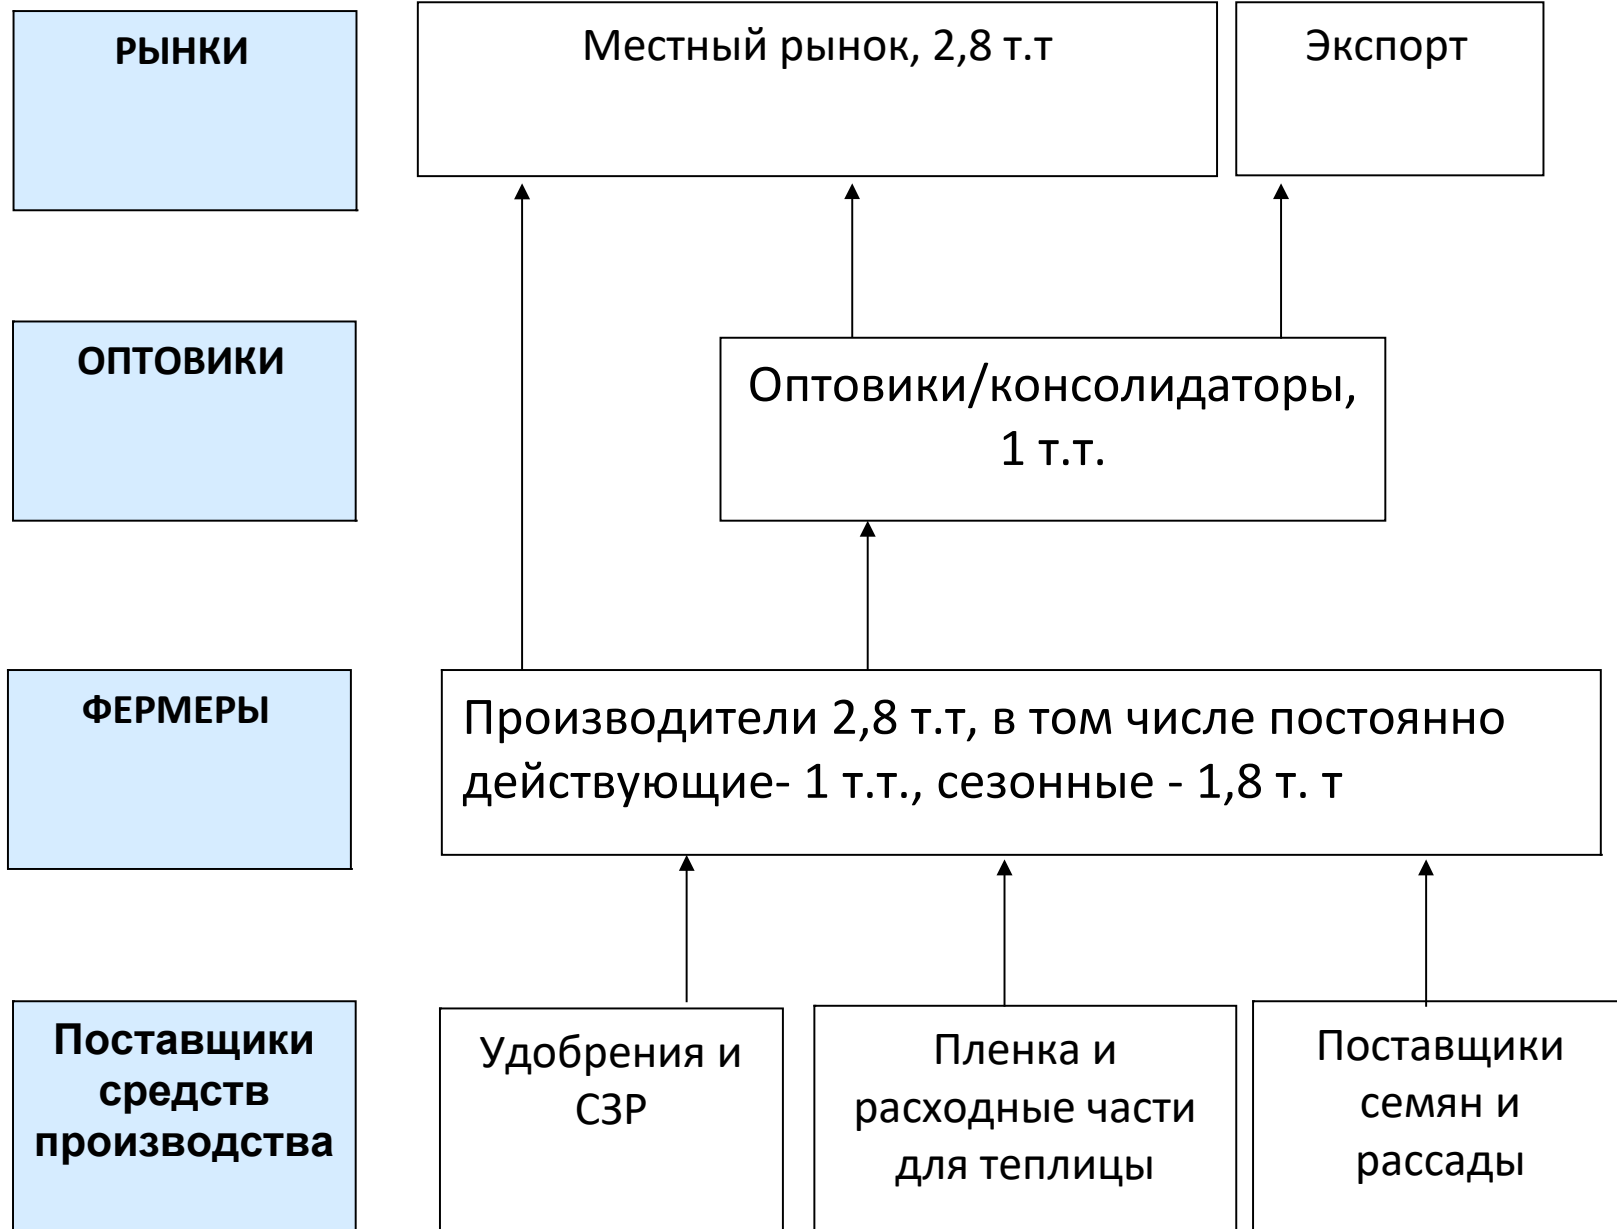 РЫНКИ
Местный рынок, 2,8 т.т
Экспорт
ОПТОВИКИ
Оптовики/консолидаторы,
1 т.т.
ФЕРМЕРЫ
Производители 2,8 т.т, в том числе постоянно
действующие- 1 т.т., сезонные - 1,8 т. т
Поставщики
средств
производства
Удобрения и
СЗР
Пленка и
расходные части
для теплицы
Поставщики
семян и
рассады